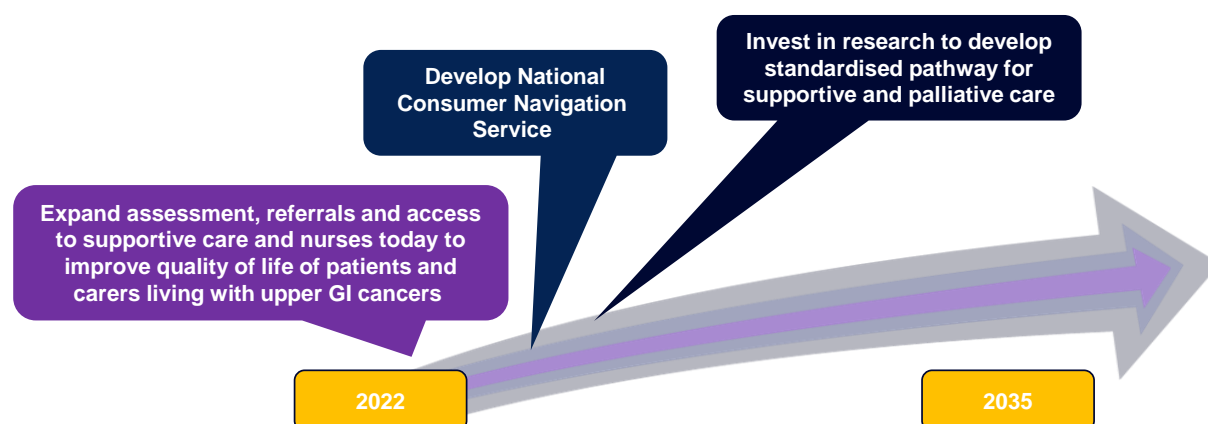 Invest in research to develop
standardised pathway for
supportive and palliative care
Develop National
Consumer Navigation
Service
Expand assessment, referrals and access
to supportive care and nurses today to
improve quality of life of patients and
carers living with upper GI cancers
2022
2035